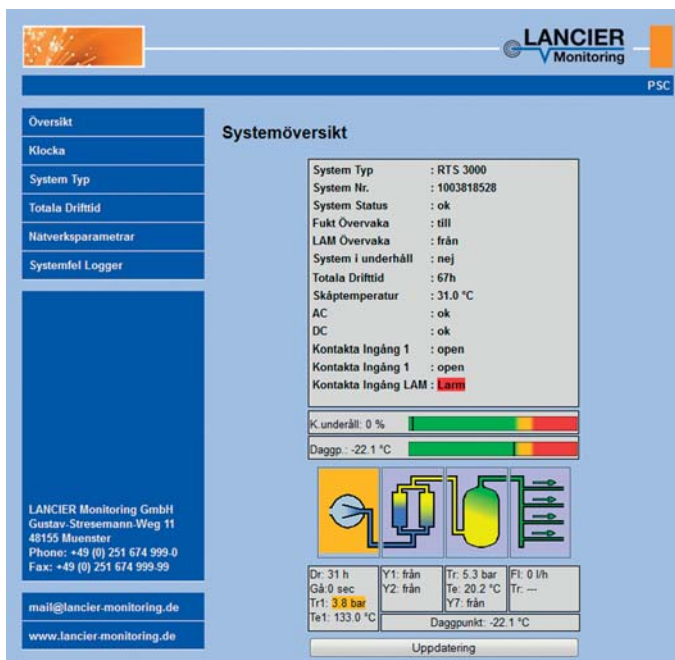 LANCIER
Monitoring
PSC
Översikt
Klocka
System Typ
Totala Drifttid
Nätverksparametrar
Systemfel Logger
LANCIER Monitoring GmbH
Gustav-Stresemann-Weg 11
48155 Muenster
Phone: +49 (0) 251 674 999-0
Fax: +49 (0) 251 674 999-99
mail@lancier-monitoring.de
www.lancier-monitoring.de
Systemöversikt
System Typ : RTS 3000
System Nr. : 1003818528
System Status : ok
Fukt Övervaka : till
LAM Övervaka : från
System i underhåll : nej
Totala Drifttid : 67h
Skåptemperatur : 31.0 °C
AC : ok
DC : ok
Kontakta Ingång 1 : open
Kontakta Ingång 1 : open
Kontakta Ingång LAM : Larm
K.underåll: 0 %
Daggp.: -22.1 °C
Dr: 31 h
Gå:0 sec
Tr1: 3.8 bar
Te1: 133.0 °C
Y1: från
Y2: från
Tr: 5.3 bar
Te: 20.2 °C
Y7: från
Fl: 0 l/h
Tr: ---
Daggpunkt: -22.1 °C
Uppdatering